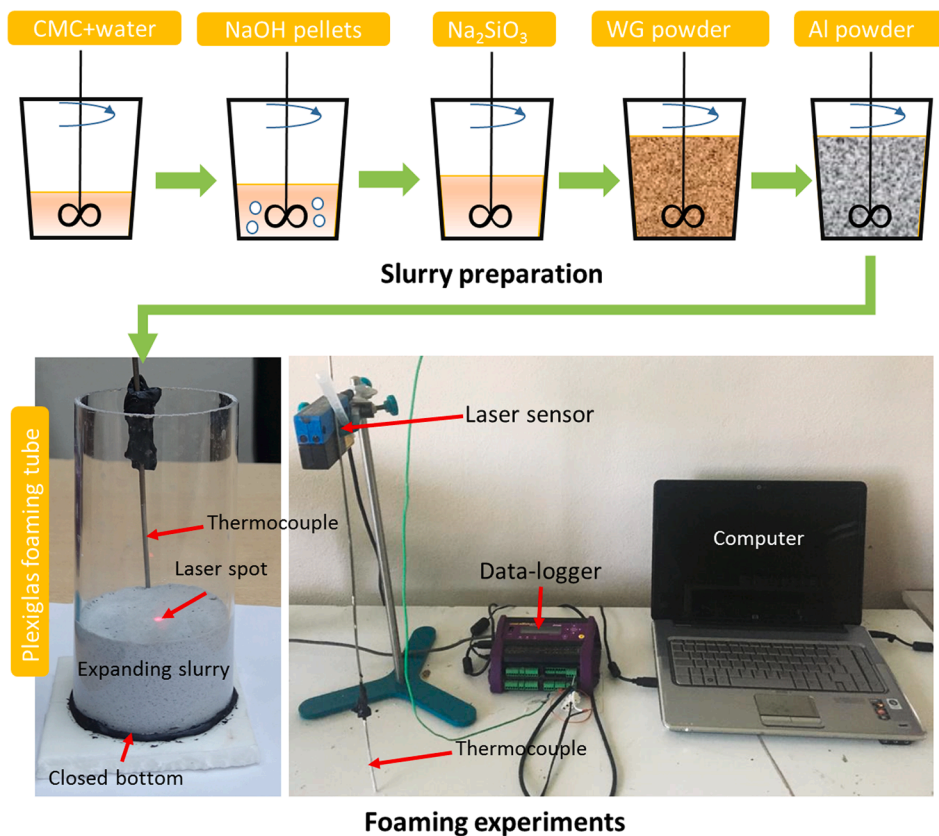 CMC+water
NaOH pellets
Na₂SiO₃
WG powder
Al powder
Slurry preparation
Plexiglas foaming tube
Thermocouple
Laser spot
Expanding slurry
Closed bottom
Laser sensor
Data-logger
Computer
Thermocouple
Foaming experiments